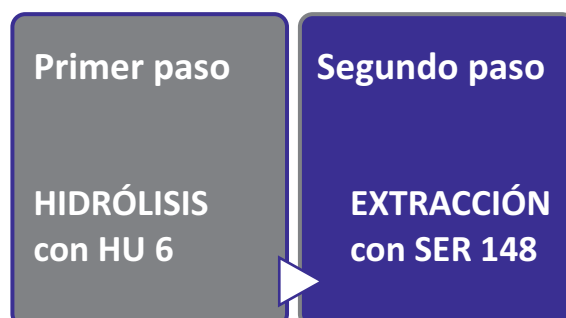 Primer paso
HIDRÓLISIS
con HU 6
Segundo paso
EXTRACCIÓN
con SER 148